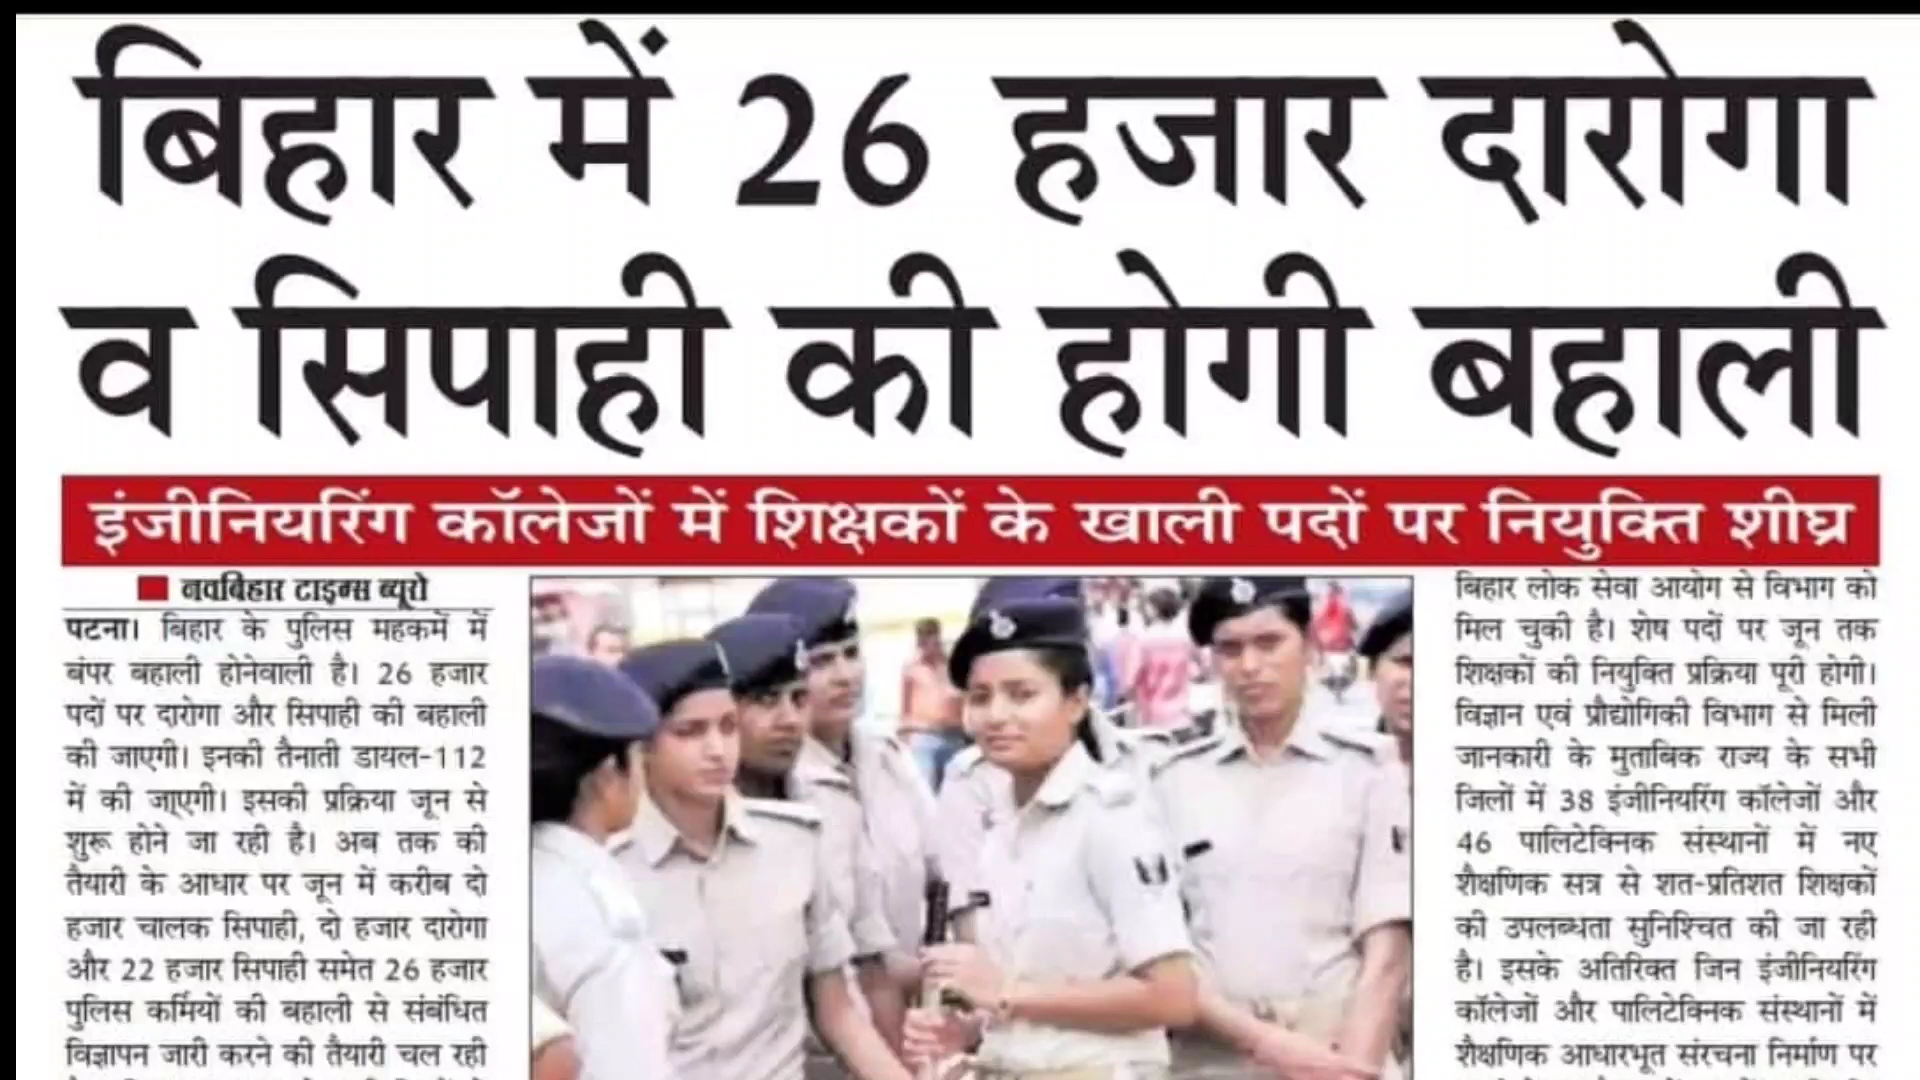 बिहार में 26 हजार दारोगा
व सिपाही की होगी बहाली
इंजीनियरिंग कॉलेजों में शिक्षकों के खाली पदों पर नियुक्ति शीघ्र
नवबिहार टाइम्स ब्यूरो
पटना। बिहार के पुलिस महकमें में
बंपर बहाली होनेवाली है। 26 हजार
पदों पर दारोगा और सिपाही की बहाली
की जाएगी। इनकी तैनाती डायल-112
में की जाएगी। इसकी प्रक्रिया जून से
शुरू होने जा रही है। अब तक की
तैयारी के आधार पर जून में करीब दो
हजार चालक सिपाही, दो हजार दारोगा
और 22 हजार सिपाही समेत 26 हजार
पुलिस कर्मियों की बहाली से संबंधित
विज्ञापन जारी करने की तैयारी चल रही
बिहार लोक सेवा आयोग से विभाग को
मिल चुकी है। शेष पदों पर जून तक
शिक्षकों की नियुक्ति प्रक्रिया पूरी होगी।
विज्ञान एवं प्रौद्योगिकी विभाग से मिली
जानकारी के मुताबिक राज्य के सभी
जिलों में 38 इंजीनियरिंग कॉलेजों और
46 पालिटेक्निक संस्थानों में नए
शैक्षणिक सत्र से शत-प्रतिशत शिक्षकों
की उपलब्धता सुनिश्चित की जा रही
है। इसके अतिरिक्त जिन इंजीनियरिंग
कॉलेजों और पालिटेक्निक संस्थानों में
शैक्षणिक आधारभूत संरचना निर्माण पर